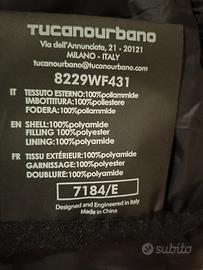 TUCANOURBANO
Via dell'Annunciata, 21 - 20121
MILANO - ITALY
tucanourbano@tucanourbano.com
8229WF431
IT TESSUTO ESTERNO:100%poliammide
IMBOTTITURA:100%poliestere
FODERA:100%poliammide
EN SHELL:100%polyamide
FILLING 100%polyester
LINING:100%polyamide
FR TISSU EXTÉRIEUR:100%polyamide
GARNISSAGE:100%polyester
DOUBLURE:100%polyamide
7184/E
Designed and Engineered in Italy
Made in China
subito